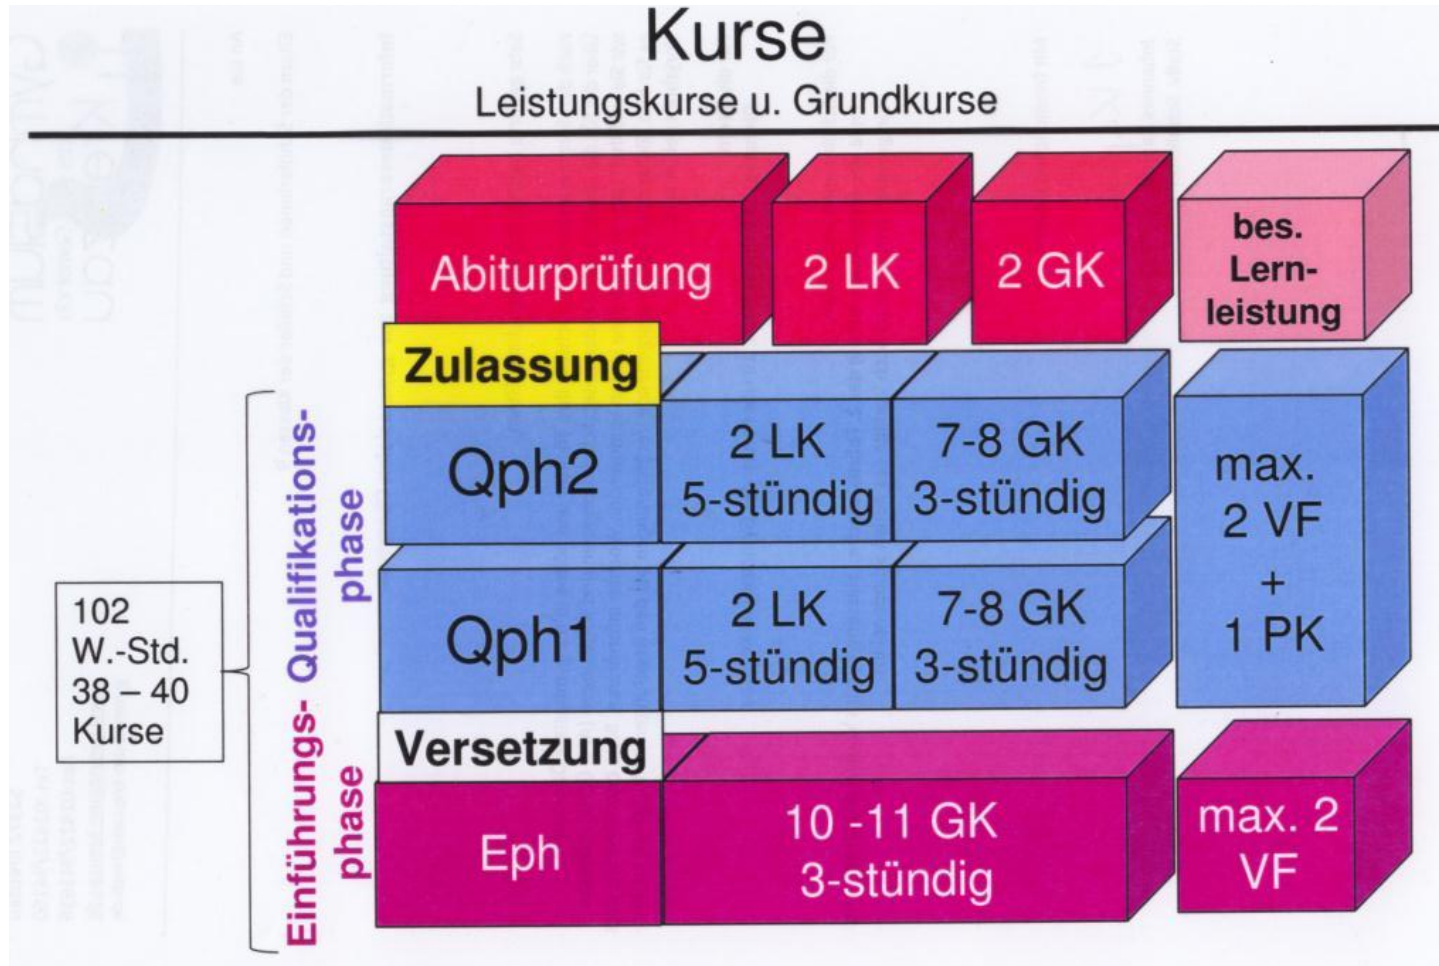 Kurse
Leistungskurse u. Grundkurse
Abiturprüfung
2 LK
2 GK
bes.
Lern-
leistung
Zulassung
Qph2
2 LK
5-stündig
7-8 GK
3-stündig
max.
2 VF
+
1 PK
Qph1
2 LK
5-stündig
7-8 GK
3-stündig
Versetzung
Eph
10 -11 GK
3-stündig
max. 2
VF
Qualifikations-
phase
Einführungs-
phase
102
W.-Std.
38 – 40
Kurse